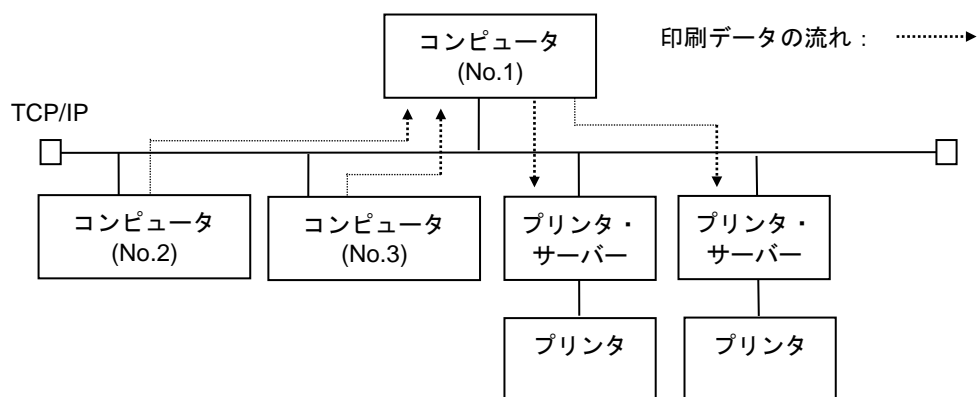 コンピュータ
(No.1)
印刷データの流れ：
TCP/IP
コンピュータ
(No.2)
コンピュータ
(No.3)
プリンタ・
サーバー
プリンタ・
サーバー
プリンタ
プリンタ